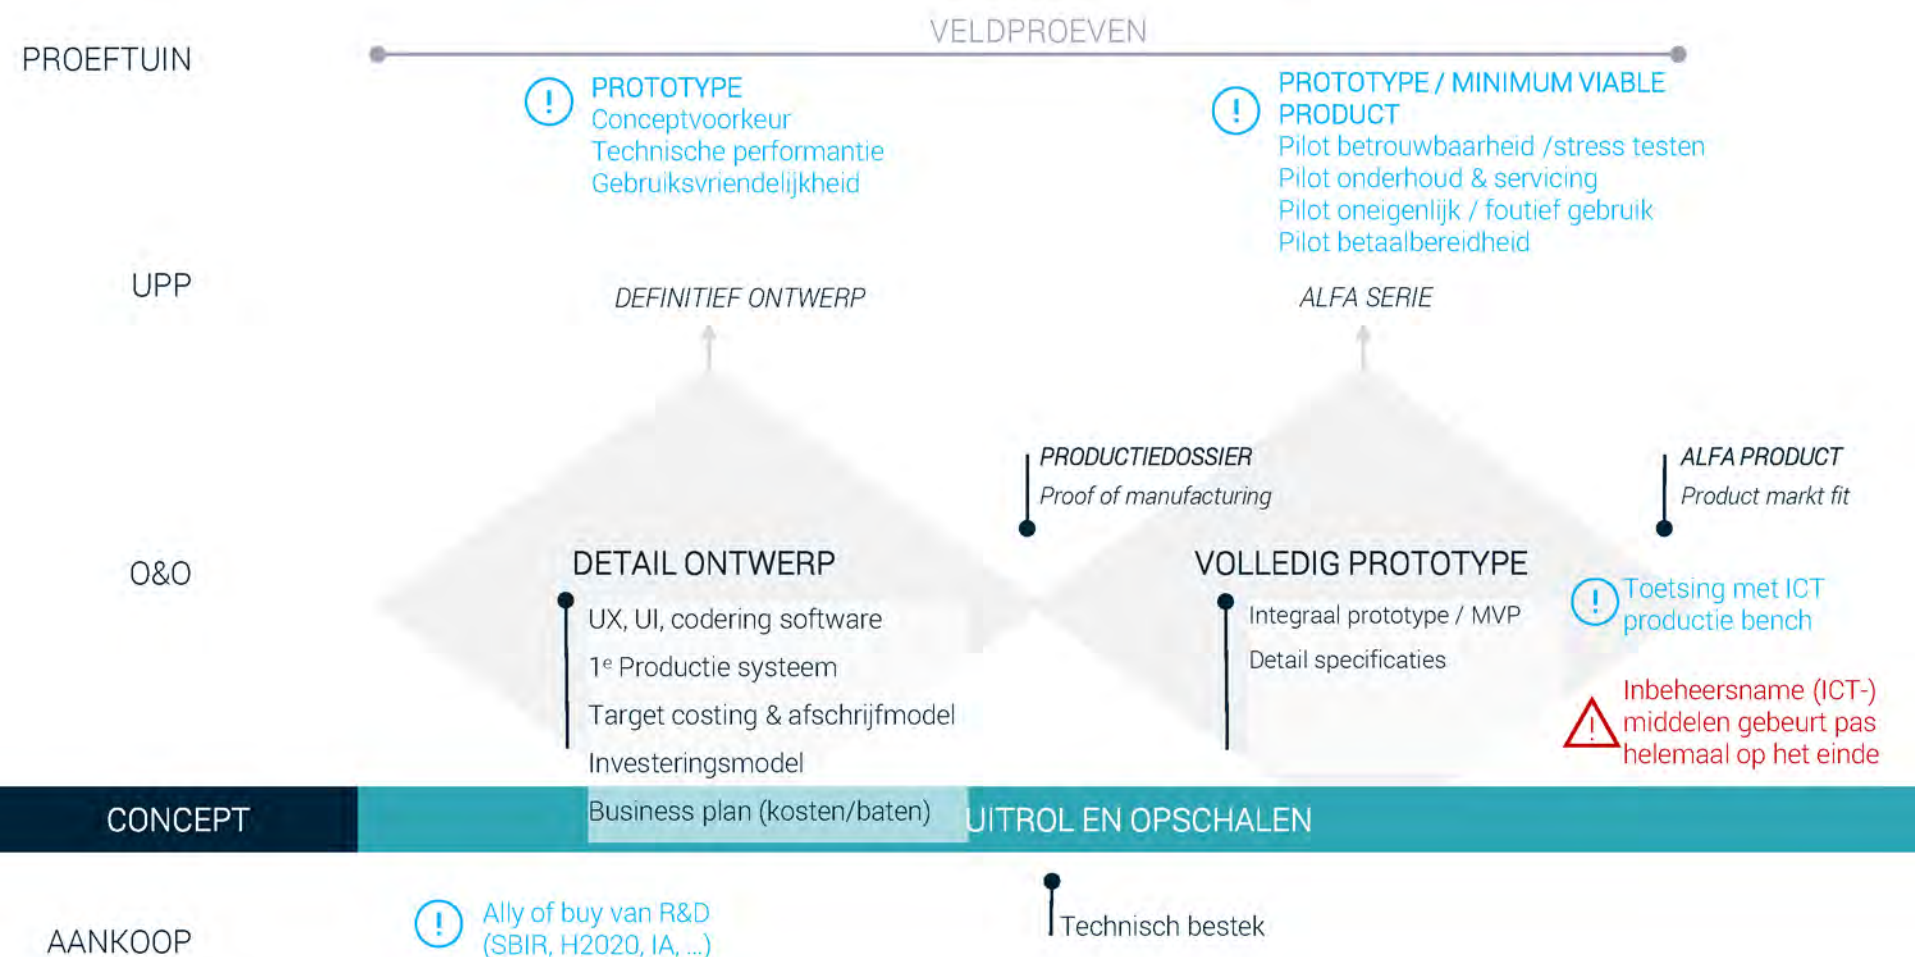 VELDPROEVEN
PROEFTUIN
PROTOTYPE
Conceptvoorkeur
Technische performantie
Gebruiksvriendelijkheid
PROTOTYPE / MINIMUM VIABLE
PRODUCT
Pilot betrouwbaarheid /stress testen
Pilot onderhoud & servicing
Pilot oneigenlijk / foutief gebruik
Pilot betaalbereidheid
UPP
DEFINITIEF ONTWERP
ALFA SERIE
PRODUCTIEDOSSIER
Proof of manufacturing
ALFA PRODUCT
Product markt fit
O&O
DETAIL ONTWERP
UX, UI, codering software
1e Productie systeem
Target costing & afschrijfmodel
Investeringsmodel
Business plan (kosten/baten)
VOLLEDIG PROTOTYPE
Integraal prototype / MVP
Detail specificaties
Toetsing met ICT
productie bench
Inbeheersname (ICT-)
middelen gebeurt pas
helemaal op het einde
CONCEPT
UITROL EN OPSCHALEN
AANKOOP
Ally of buy van R&D
(SBIR, H2020, IA, ...)
Technisch bestek